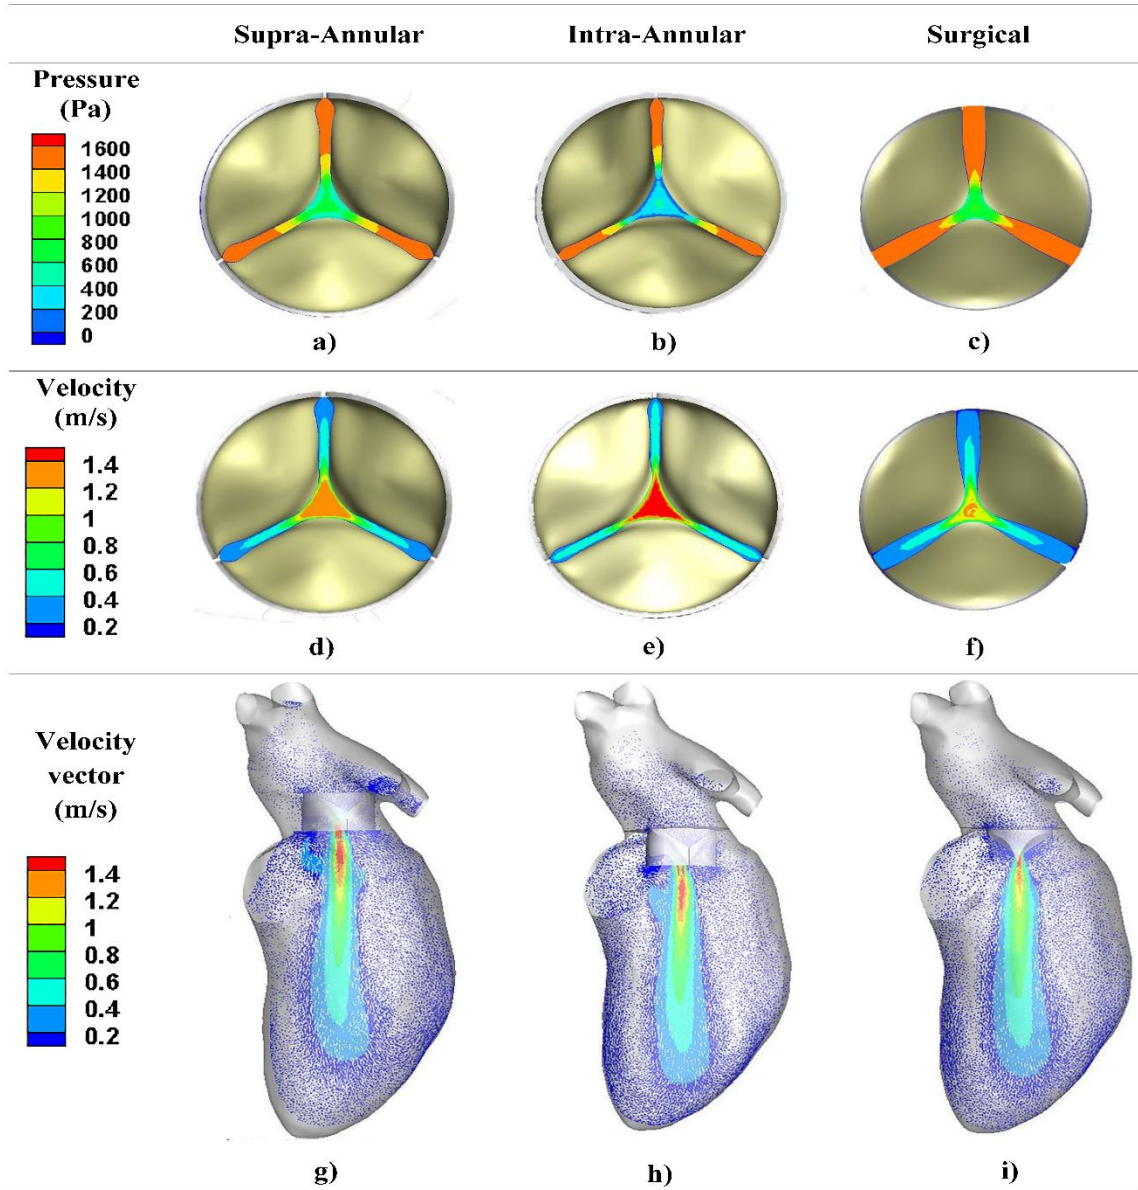 Supra-Annular Intra-Annular Surgical
Pressure
(Pa)
1600
1400
1200
1000
800
600
400
200
0
a) b) c)
Velocity
(m/s)
1.4
1.2
1
0.8
0.6
0.4
0.2
d) e) f)
Velocity
vector
(m/s)
1.4
1.2
1
0.8
0.6
0.4
0.2
g) h) i)